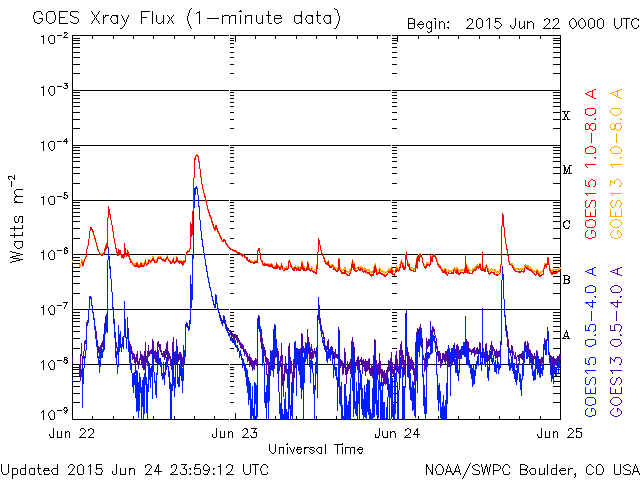 GOES Xray Flux (1-minute data)
Begin: 2015 Jun 22 0000 UTC
10-2
10-3
10-4
10-5
10-6
10-7
10-8
10-9
Watts m-2
X
M
C
B
A
GOES15 1.0-8.0 A
GOES13 1.0-8.0 A
GOES15 0.5-4.0 A
GOES13 0.5-4.0 A
Jun 22
Jun 23
Jun 24
Jun 25
Universal Time
Updated 2015 Jun 24 23:59:12 UTC
NOAA/SWPC Boulder, CO USA